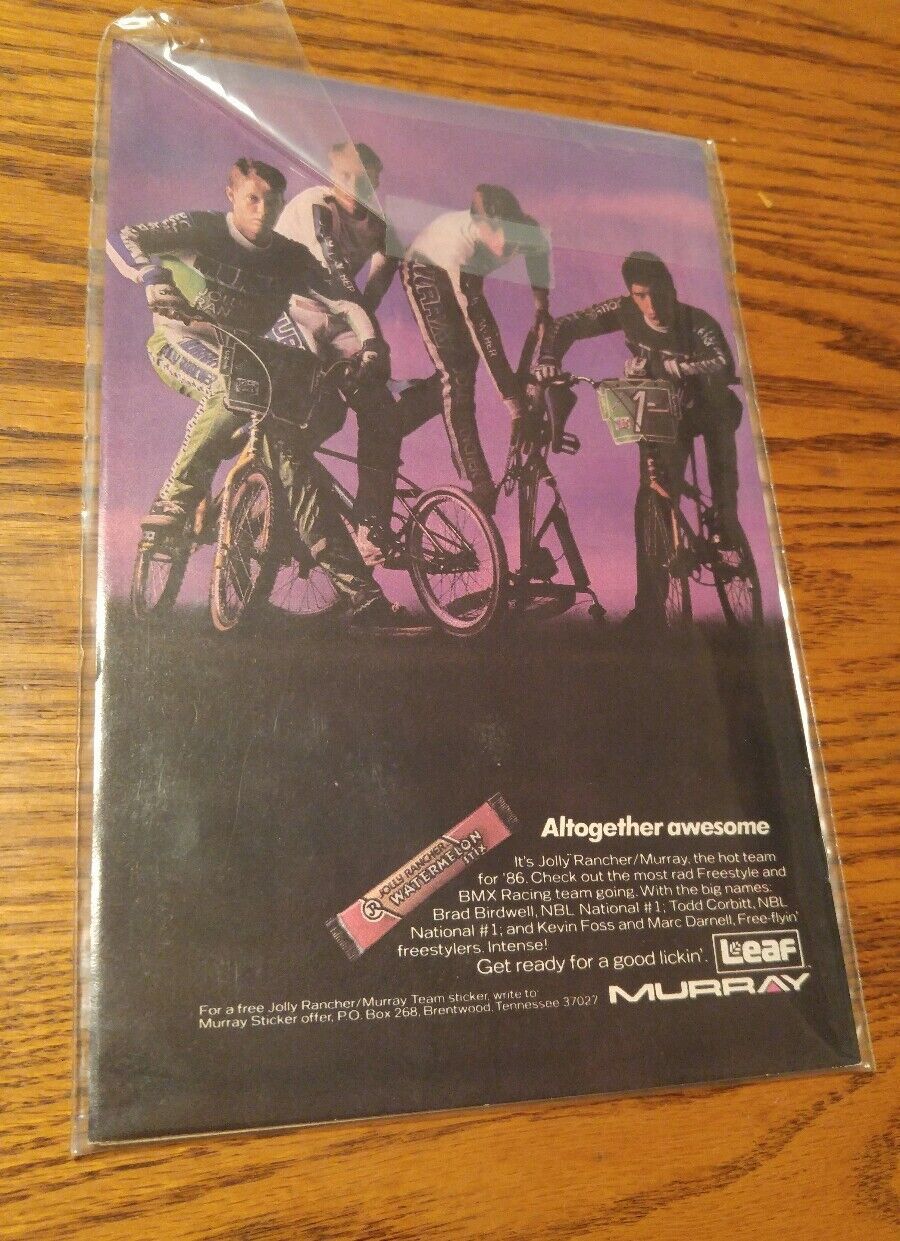 MURRAY
1
JOLLY RANCHER
WATERMELON
STIX
Altogether awesome
It's Jolly Rancher/Murray, the hot team
for '86. Check out the most rad Freestyle and
BMX Racing team going. With the big names:
Brad Birdwell, NBL National #1; Todd Corbitt, NBL
National #1; and Kevin Foss and Marc Darnell, Free-flyin'
freestylers. Intense!
Get ready for a good lickin'. Leaf
For a free Jolly Rancher/Murray Team sticker, write to:
Murray Sticker offer, P.O. Box 268, Brentwood, Tennessee 37027
MURRAY